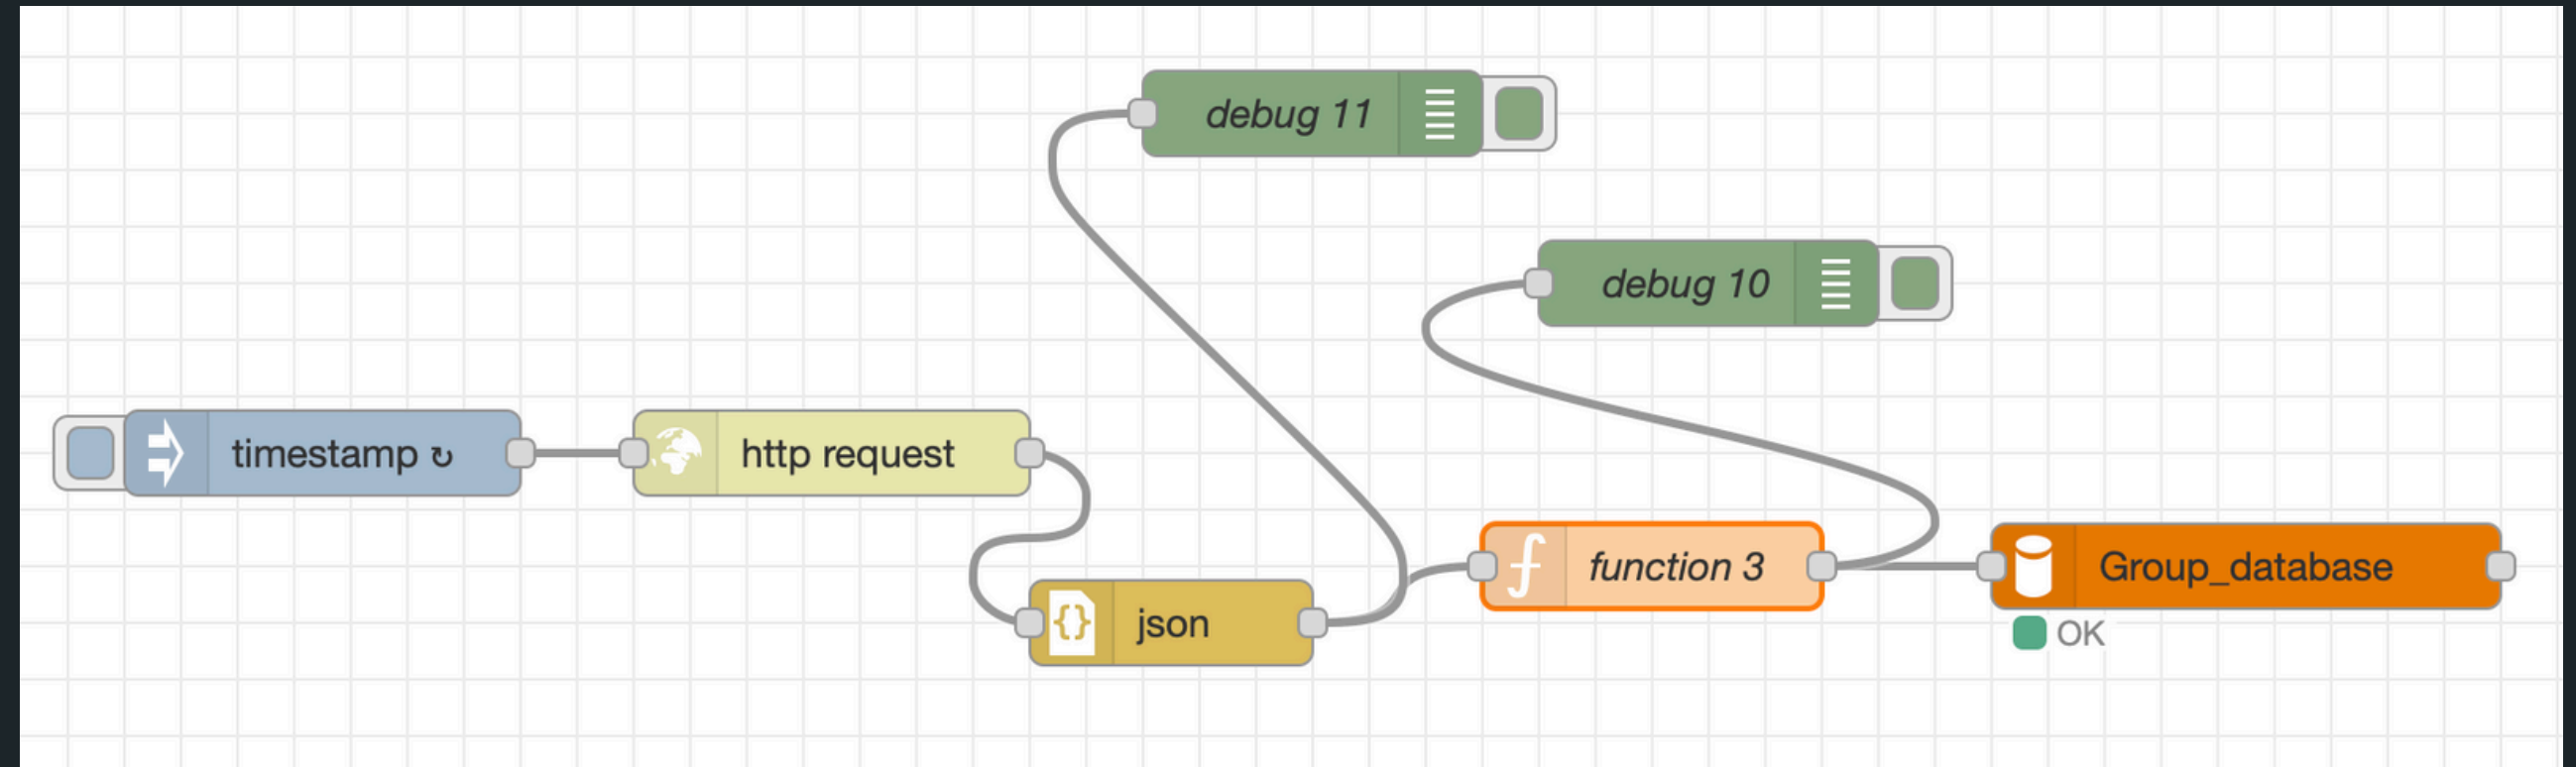 debug 11
debug 10
timestamp ↻
http request
function 3
Group_database
json
OK